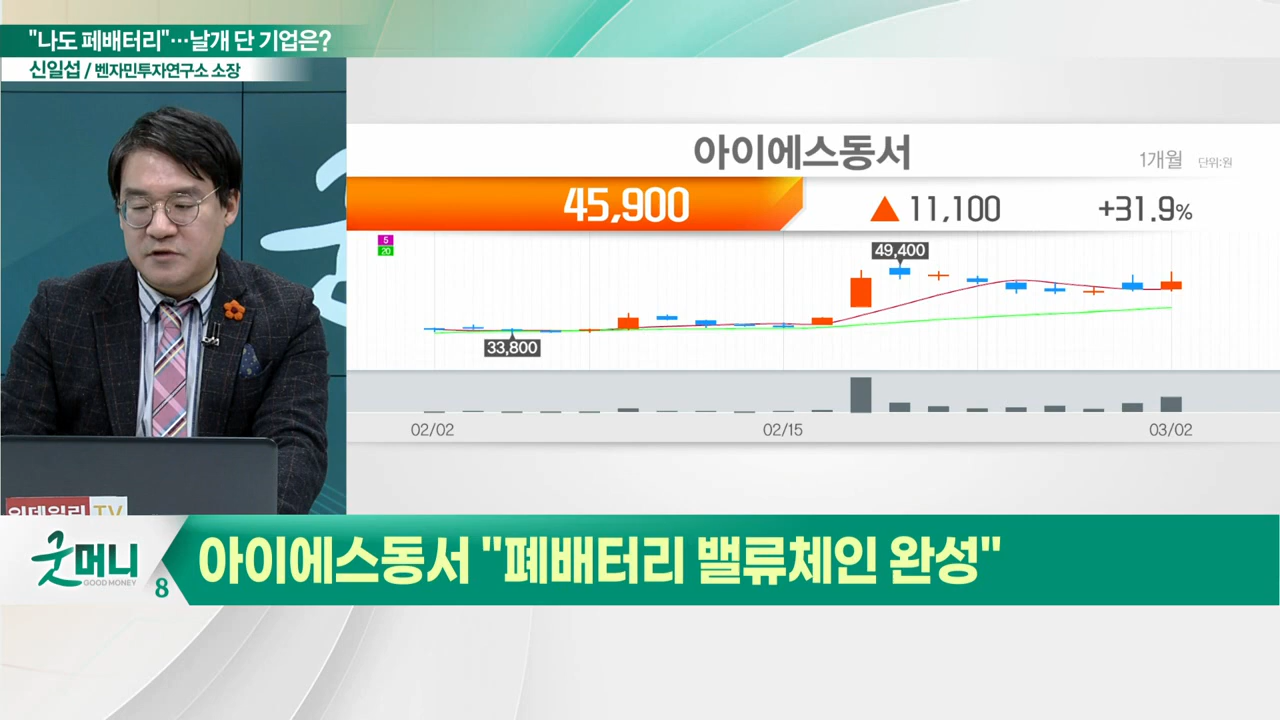 "나도 폐배터리"…날개 단 기업은?
신일섭 / 벤자민투자연구소 소장
아이에스동서
1개월 단위:원
45,900 ▲ 11,100 +31.9%
5
20
49,400
33,800
02/02 02/15 03/02
이데일리 TV
굿머니
GOOD MONEY
8
아이에스동서 "폐배터리 밸류체인 완성"